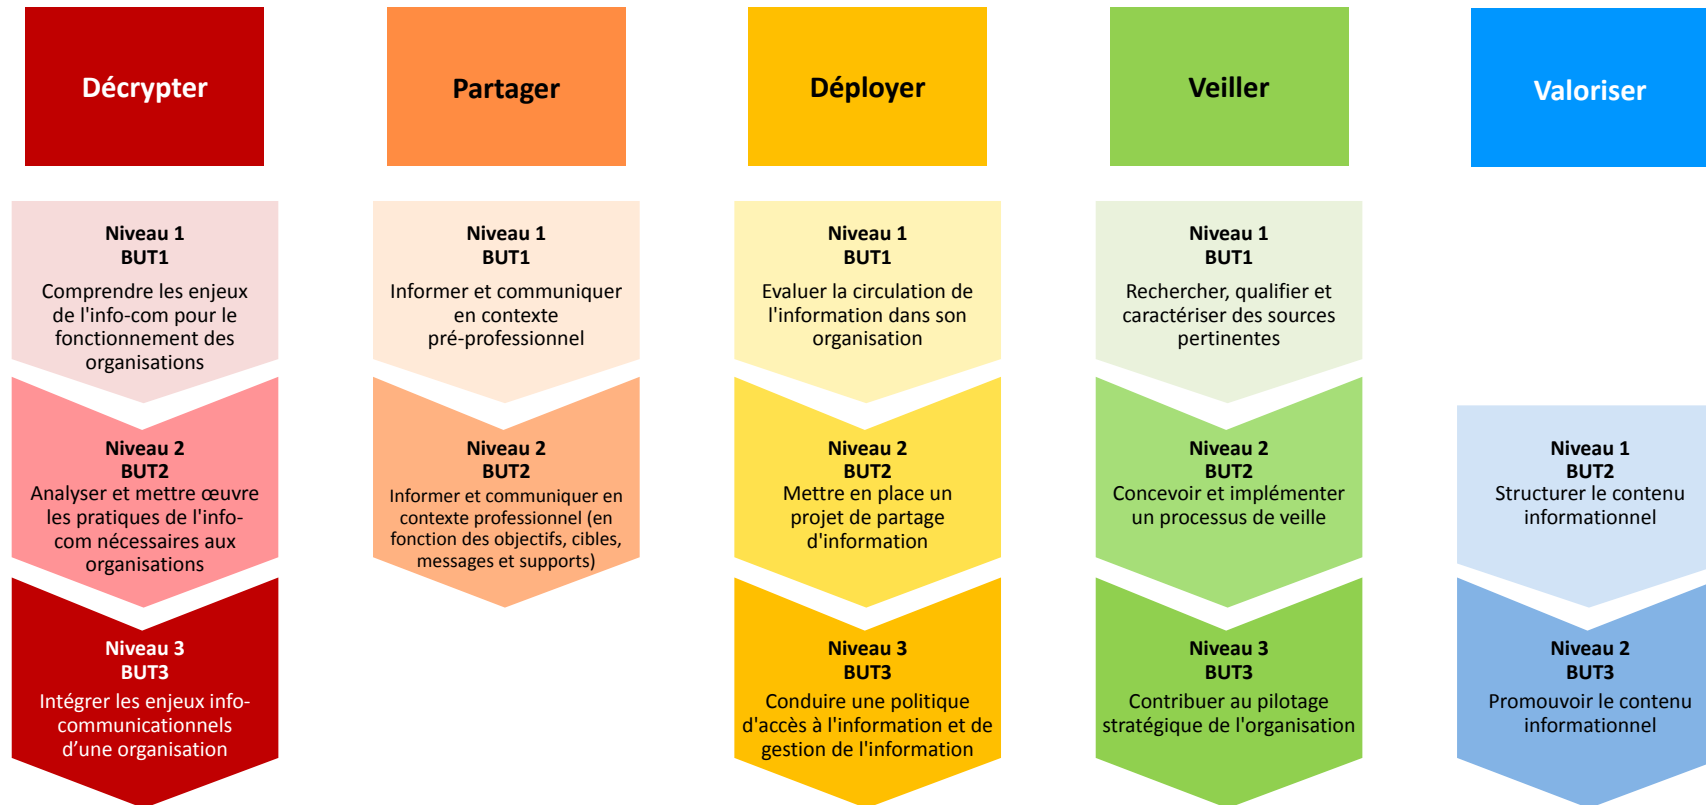 Décrypter
Partager
Déployer
Veiller
Valoriser
Niveau 1
BUT1
Comprendre les enjeux
de l'info-com pour le
fonctionnement des
organisations
Niveau 1
BUT1
Informer et communiquer
en contexte
pré-professionnel
Niveau 1
BUT1
Evaluer la circulation de
l'information dans son
organisation
Niveau 1
BUT1
Rechercher, qualifier et
caractériser des sources
pertinentes
Niveau 2
BUT2
Analyser et mettre œuvre
les pratiques de l'info-
com nécessaires aux
organisations
Niveau 2
BUT2
Informer et communiquer en
contexte professionnel (en
fonction des objectifs, cibles,
messages et supports)
Niveau 2
BUT2
Mettre en place un
projet de partage
d'information
Niveau 2
BUT2
Concevoir et implémenter
un processus de veille
Niveau 1
BUT2
Structurer le contenu
informationnel
Niveau 3
BUT3
Intégrer les enjeux info-
communicationnels
d’une organisation
Niveau 3
BUT3
Conduire une politique
d'accès à l'information et de
gestion de l'information
Niveau 3
BUT3
Contribuer au pilotage
stratégique de l'organisation
Niveau 2
BUT3
Promouvoir le contenu
informationnel